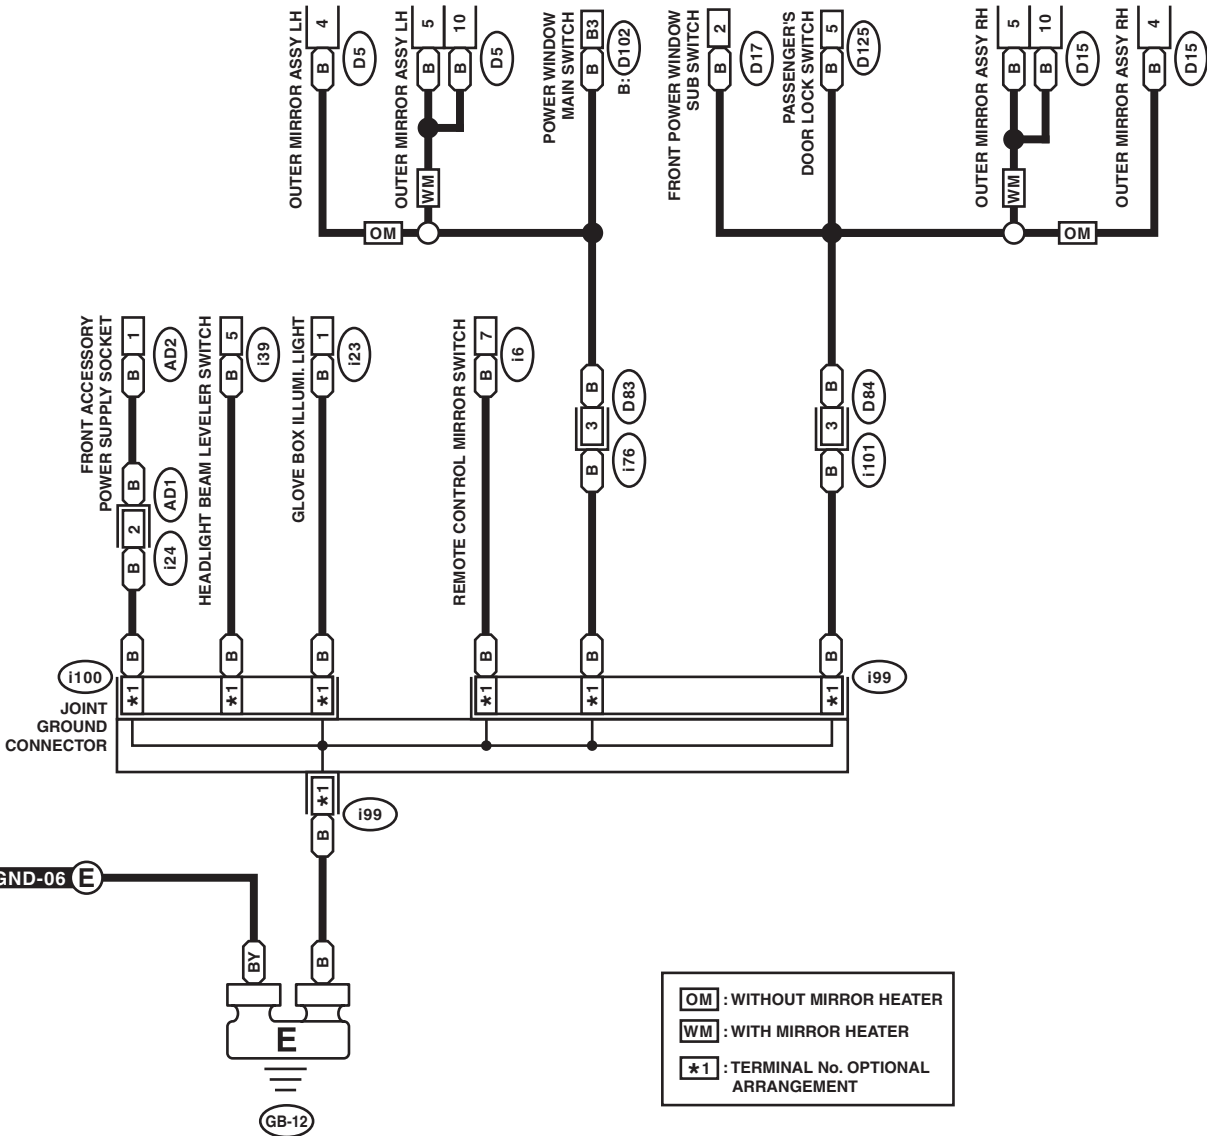 OUTER MIRROR ASSY LH
4
B
D5
OUTER MIRROR ASSY LH
5
10
B
B
D5
POWER WINDOW
MAIN SWITCH
B3
B
B: D102
FRONT POWER WINDOW
SUB SWITCH
2
B
D17
PASSENGER'S
DOOR LOCK SWITCH
5
B
D125
OUTER MIRROR ASSY RH
5
10
B
B
D15
OUTER MIRROR ASSY RH
4
B
D15
WM
OM
WM
OM
FRONT ACCESSORY
POWER SUPPLY SOCKET
1
B
AD2
B
AD1
2
B
i24
HEADLIGHT BEAM LEVELER SWITCH
5
B
i39
GLOVE BOX ILLUMI. LIGHT
1
B
i23
REMOTE CONTROL MIRROR SWITCH
7
B
i6
B
D83
3
B
i76
B
D84
3
B
i101
B
B
B
B
B
B
i100
*1
*1
*1
*1
*1
*1
i99
JOINT
GROUND
CONNECTOR
*1
i99
B
GND-06 E
BY
B
E
GB-12
OM : WITHOUT MIRROR HEATER
WM : WITH MIRROR HEATER
*1 : TERMINAL No. OPTIONAL
ARRANGEMENT